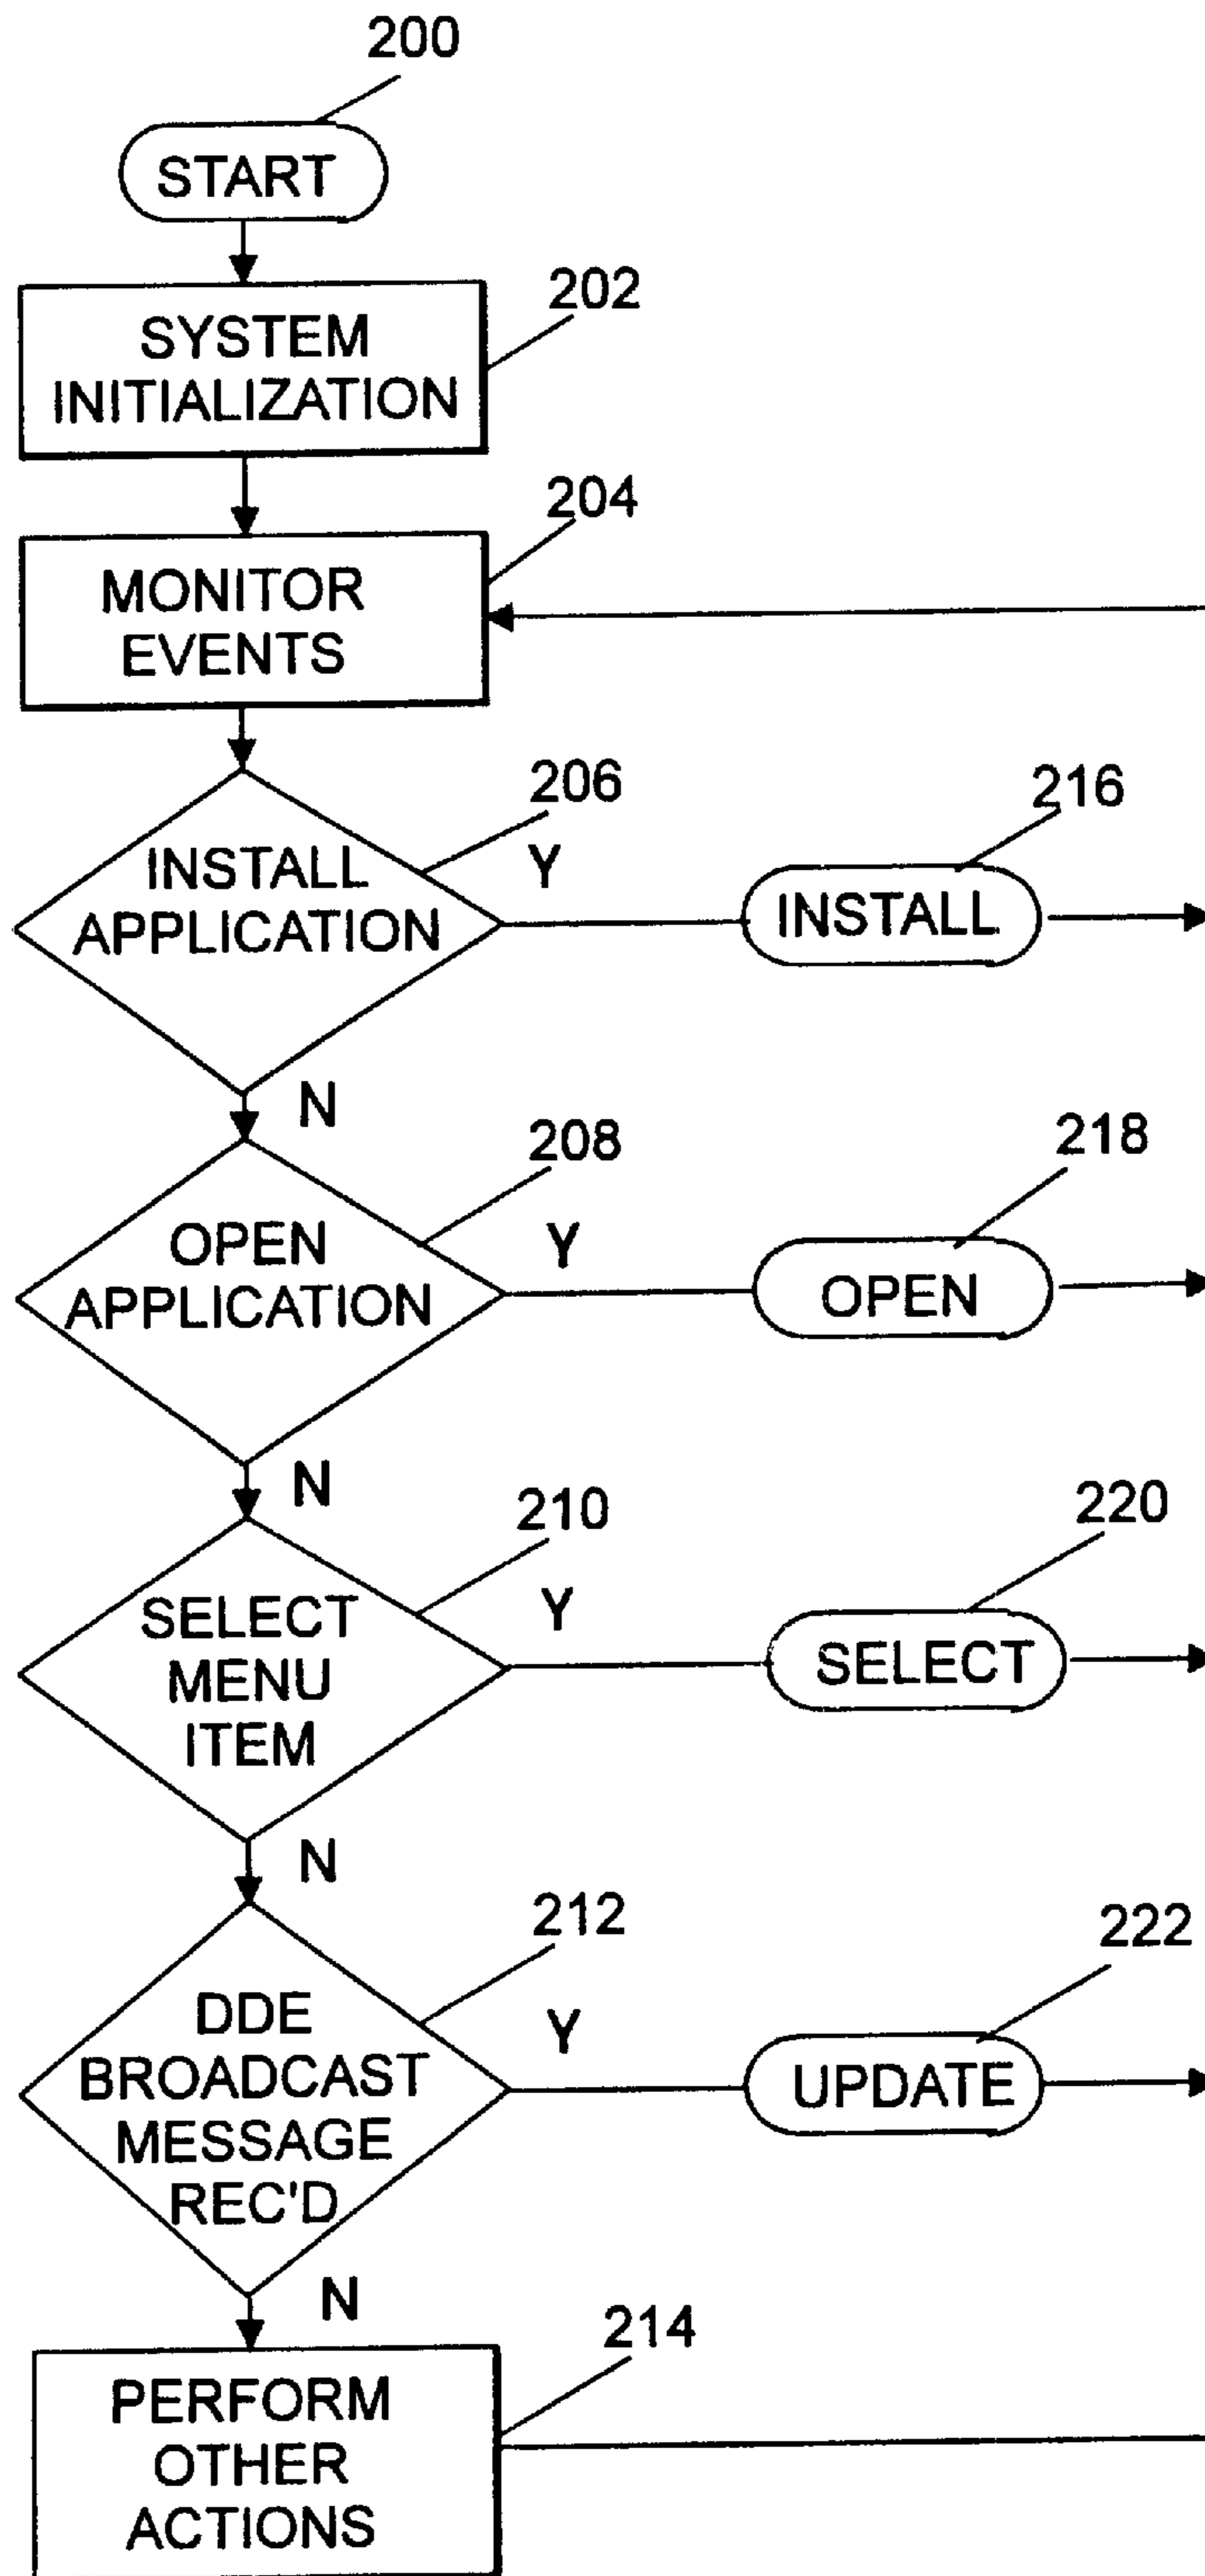 200
START
202
SYSTEM
INITIALIZATION
204
MONITOR
EVENTS
206
216
INSTALL
APPLICATION
Y
INSTALL
N
208
218
OPEN
APPLICATION
Y
OPEN
N
210
220
SELECT
MENU
ITEM
Y
SELECT
N
212
222
DDE
BROADCAST
MESSAGE
REC'D
Y
UPDATE
N
214
PERFORM
OTHER
ACTIONS